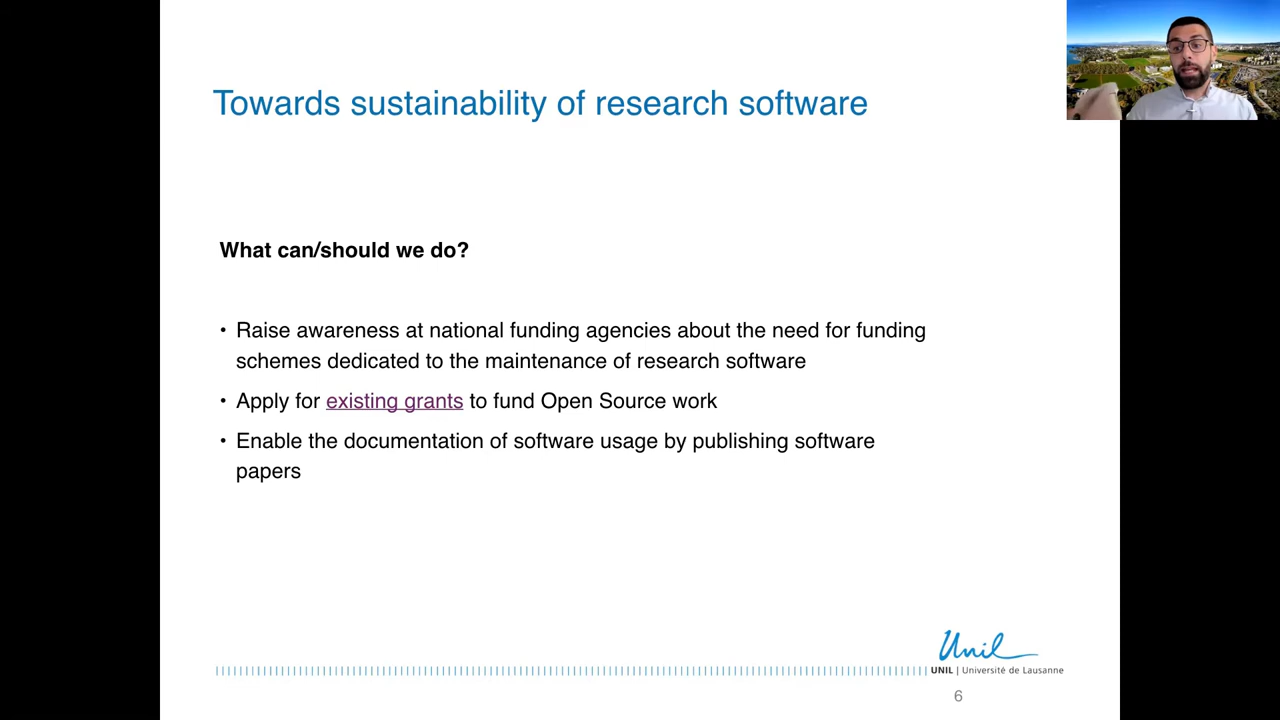 Towards sustainability of research software
What can/should we do?
• Raise awareness at national funding agencies about the need for funding
schemes dedicated to the maintenance of research software
• Apply for existing grants to fund Open Source work
• Enable the documentation of software usage by publishing software
papers
Unil
UNIL | Université de Lausanne
6